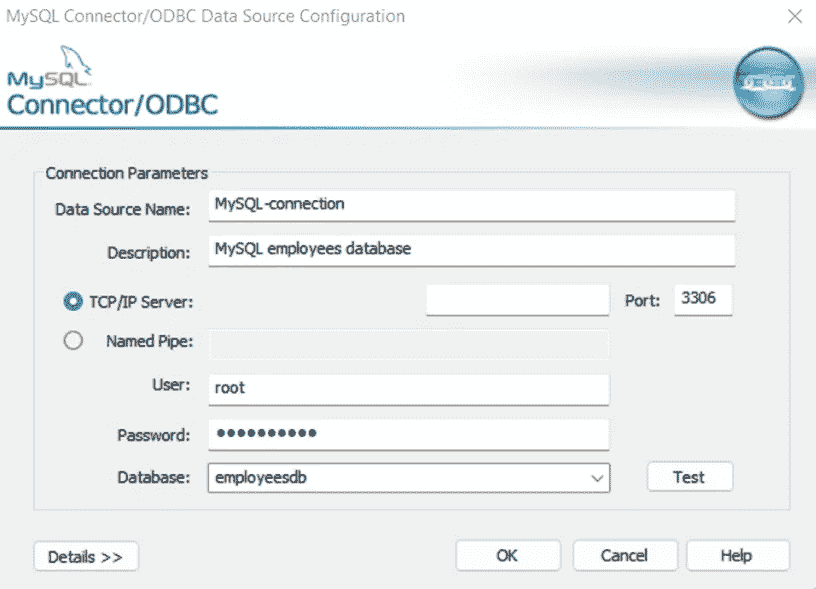 MySQL Connector/ODBC Data Source Configuration
MySQL
Connector/ODBC
Connection Parameters
Data Source Name: MySQL-connection
Description: MySQL employees database
TCP/IP Server: Port: 3306
Named Pipe:
User: root
Password: ●●●●●●●●●●
Database: employeesdb Test
Details >> OK Cancel Help